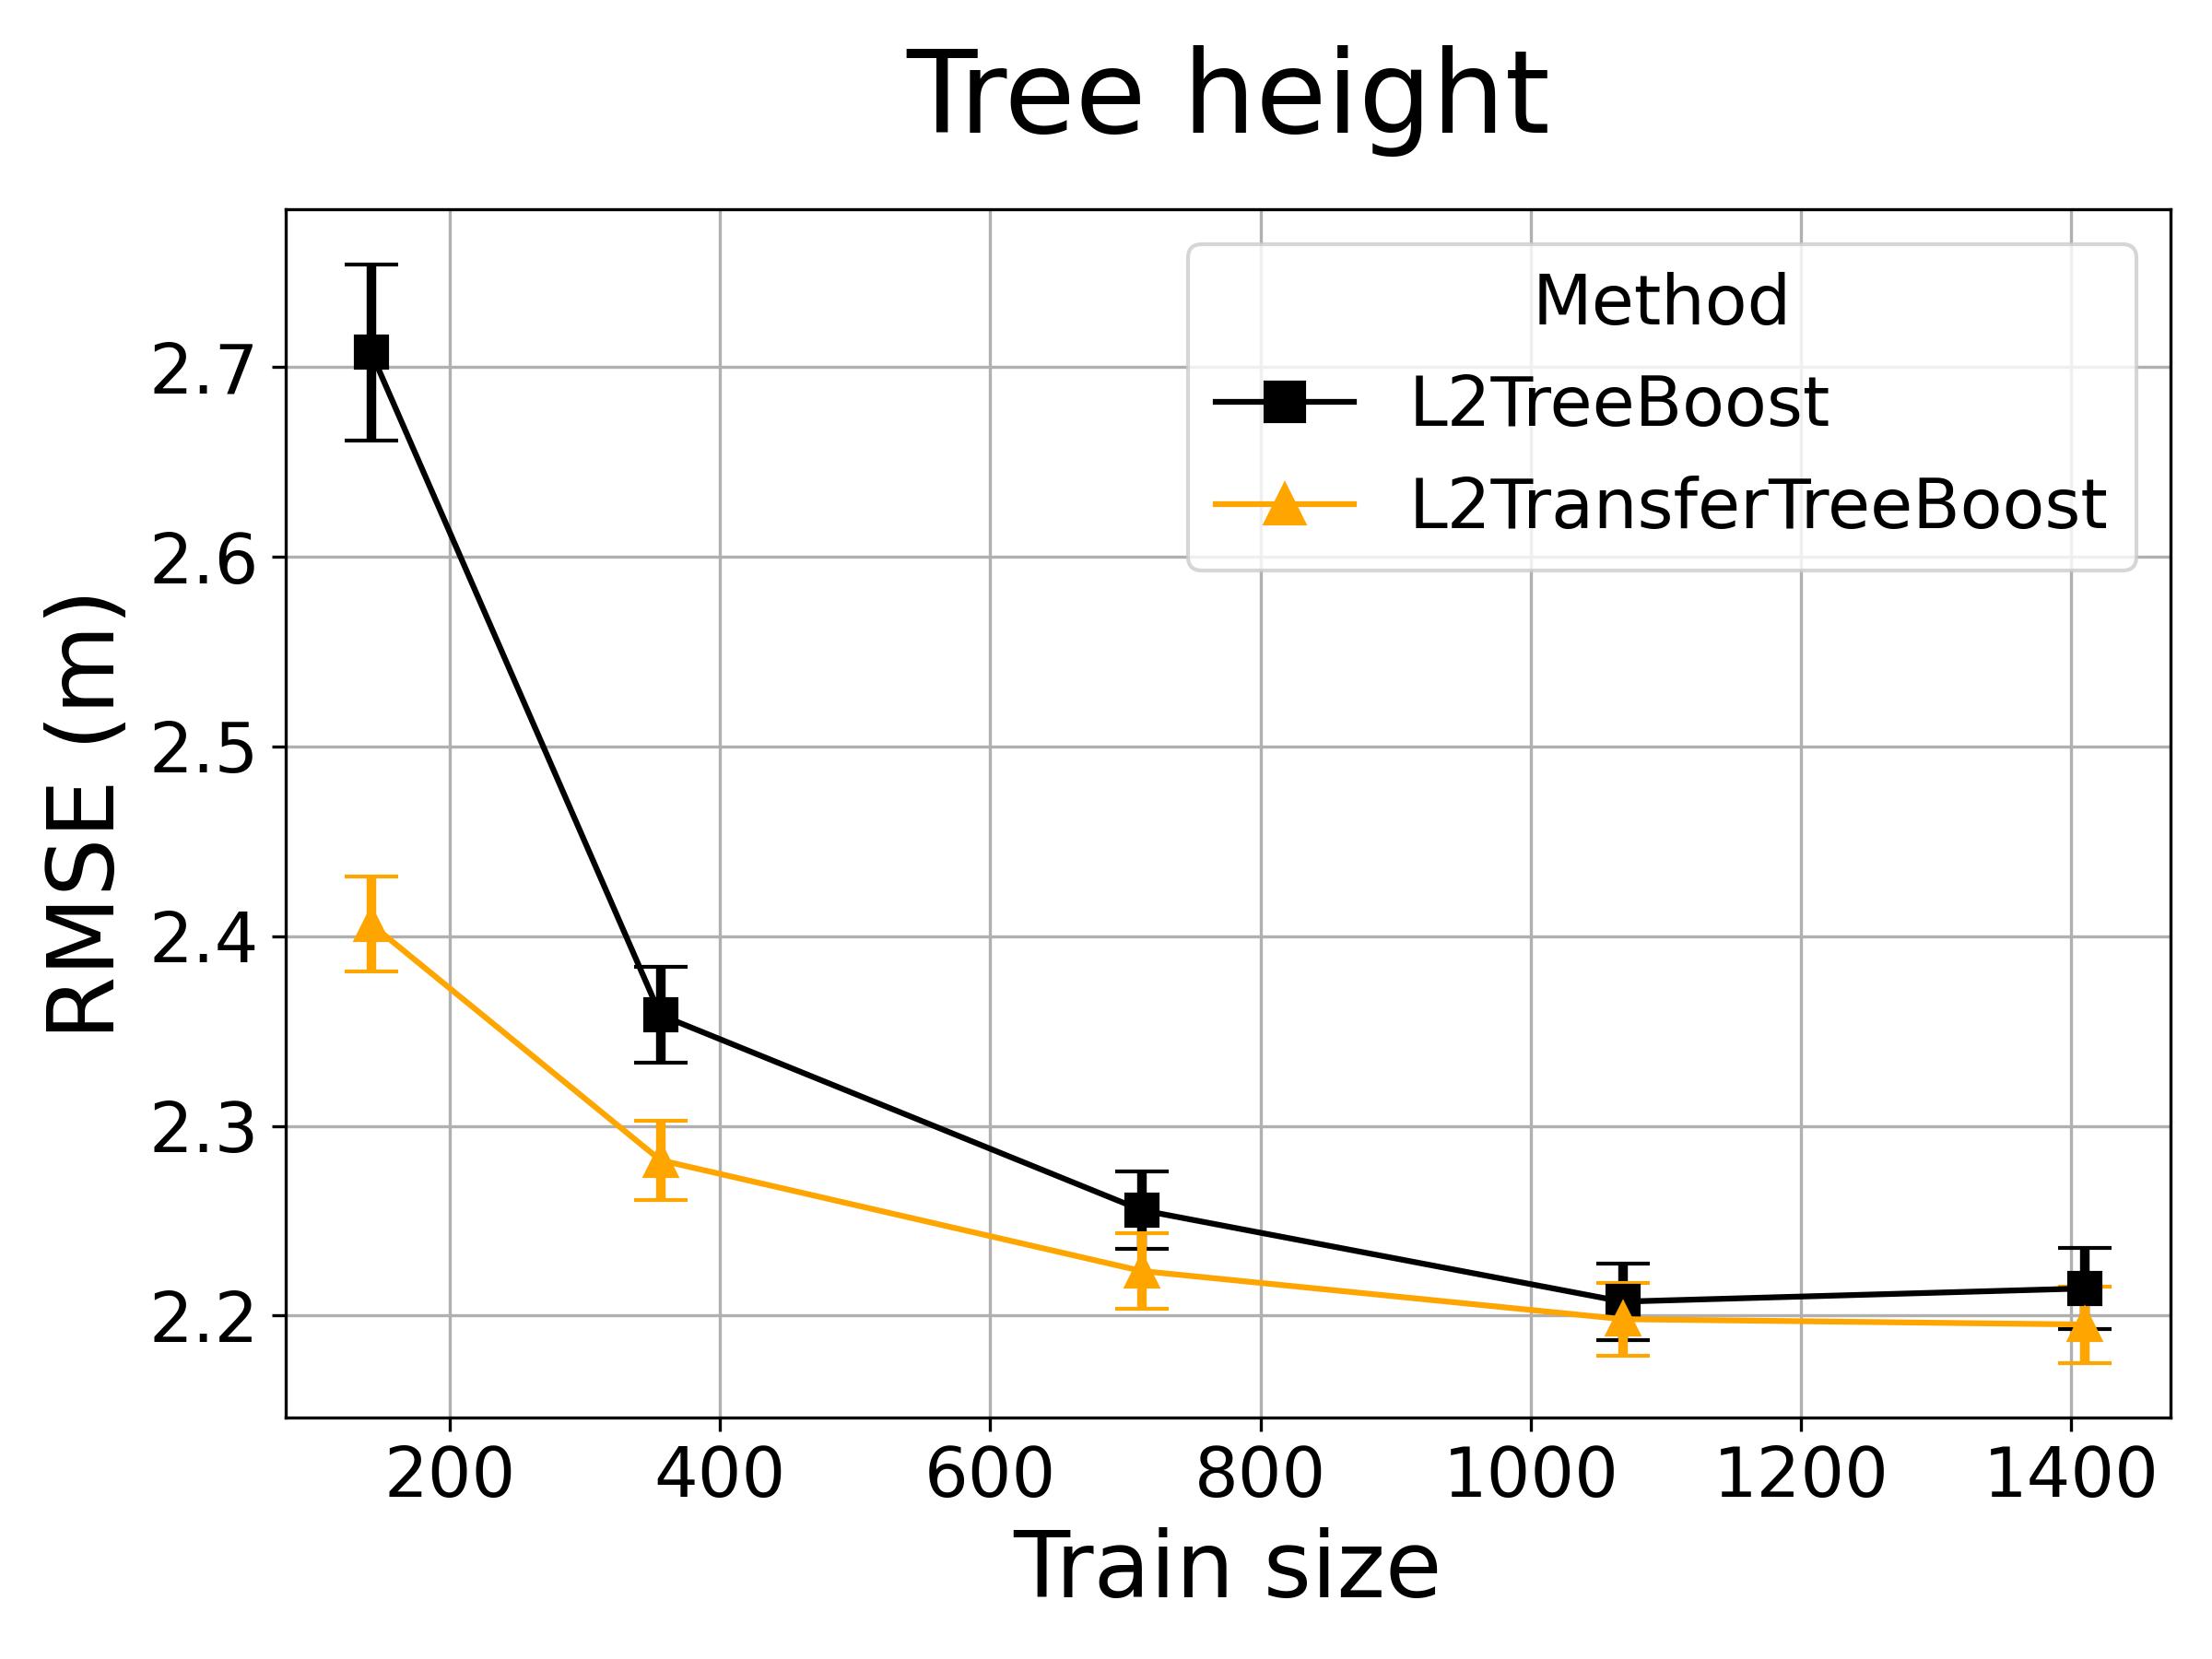 Tree height
Method
L2TreeBoost
L2TransferTreeBoost
RMSE (m)
2.7
2.6
2.5
2.4
2.3
2.2
200 400 600 800 1000 1200 1400
Train size